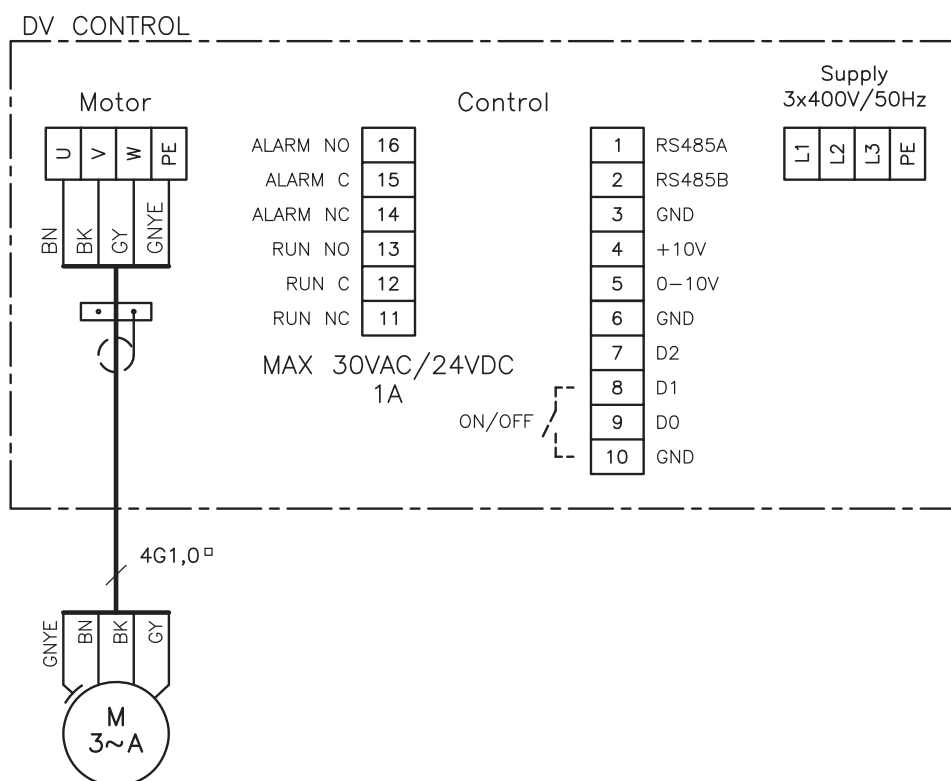 DV CONTROL
Motor
U V W PE
BN BK GY GNYE
Control
ALARM NO 16
ALARM C 15
ALARM NC 14
RUN NO 13
RUN C 12
RUN NC 11
MAX 30VAC/24VDC
1A
1 RS485A
2 RS485B
3 GND
4 +10V
5 0-10V
6 GND
7 D2
8 D1
9 D0
10 GND
ON/OFF
Supply
3x400V/50Hz
L1 L2 L3 PE
4G1,0□
GNYE BN BK GY
M
3~A